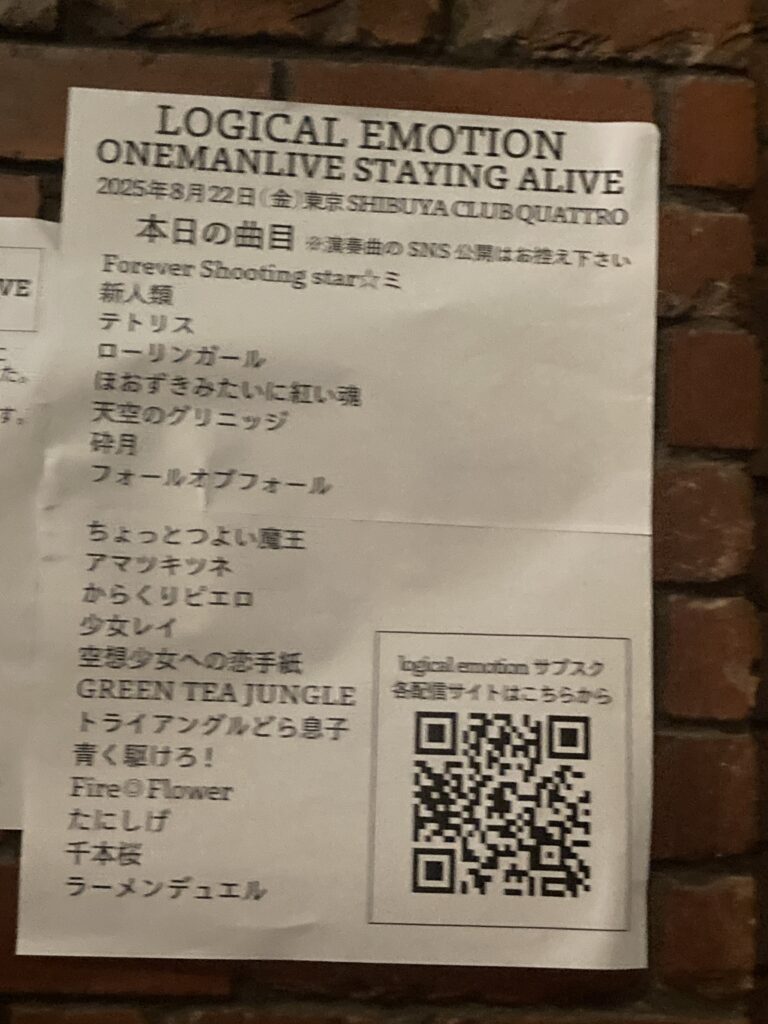 LOGICAL EMOTION
ONEMANLIVE STAYING ALIVE
2025年8月22日(金)東京 SHIBUYA CLUB QUATTRO
本日の曲目 ※演奏曲の SNS 公開はお控え下さい
Forever Shooting star☆ミ
新人類
テトリス
ローリンガール
ほおずきみたいに紅い魂
天空のグリニッジ
砕月
フォールオブフォール
ちょっとつよい魔王
アマツキツネ
からくりピエロ
少女レイ
空想少女への恋手紙
GREEN TEA JUNGLE
トライアングルどら息子
青く駆けろ!
Fire◎Flower
たにしげ
千本桜
ラーメンデュエル
logical emotion サブスク
各配信サイトはこちらから
VE
た。
す。